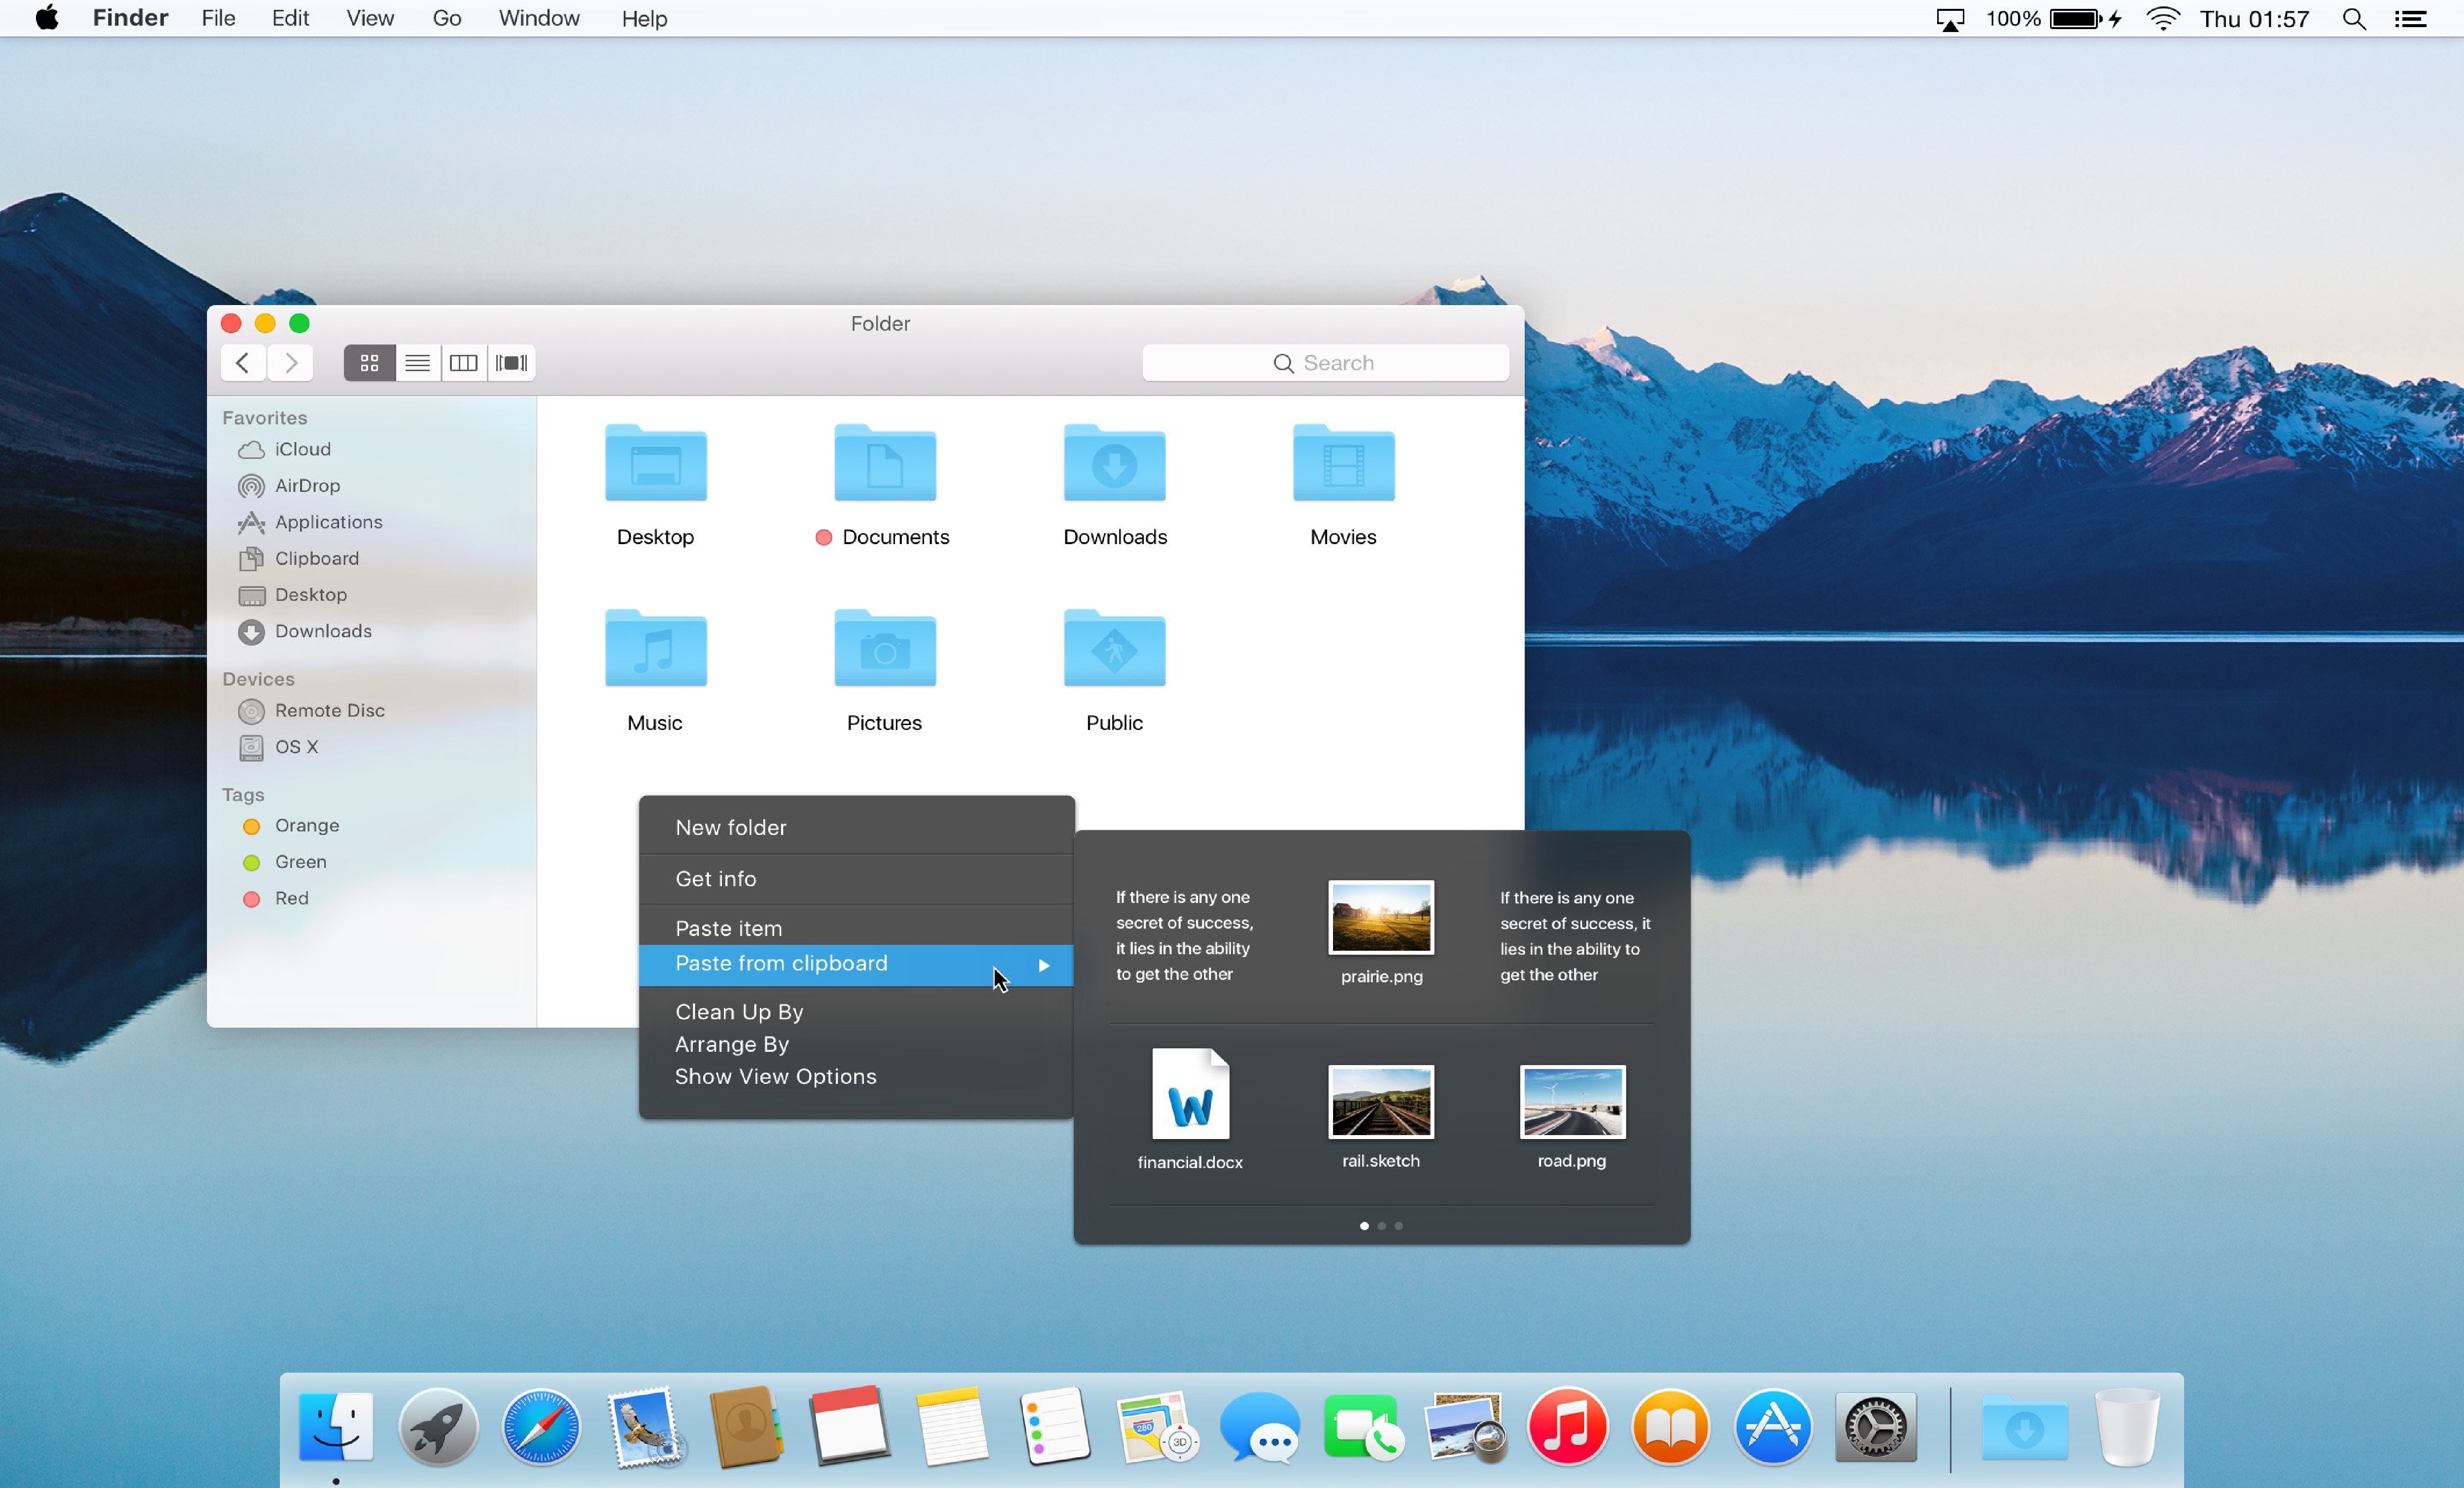 Finder File Edit View Go Window Help
100% Thu 01:57
Folder
Search
Favorites
iCloud
AirDrop
Applications
Clipboard
Desktop
Downloads
Devices
Remote Disc
OS X
Tags
Orange
Green
Red
Desktop Documents Downloads Movies
Music Pictures Public
New folder
Get info
Paste item
Paste from clipboard
Clean Up By
Arrange By
Show View Options
If there is any one
secret of success,
it lies in the ability
to get the other
prairie.png
If there is any one
secret of success, it
lies in the ability to
get the other
W
financial.docx
rail.sketch
road.png
280
3D